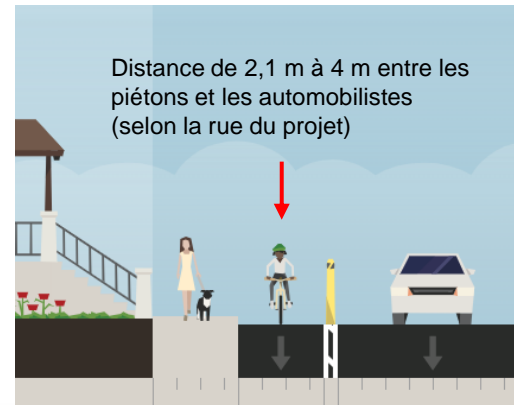 Distance de 2,1 m à 4 m entre les
piétons et les automobilistes
(selon la rue du projet)